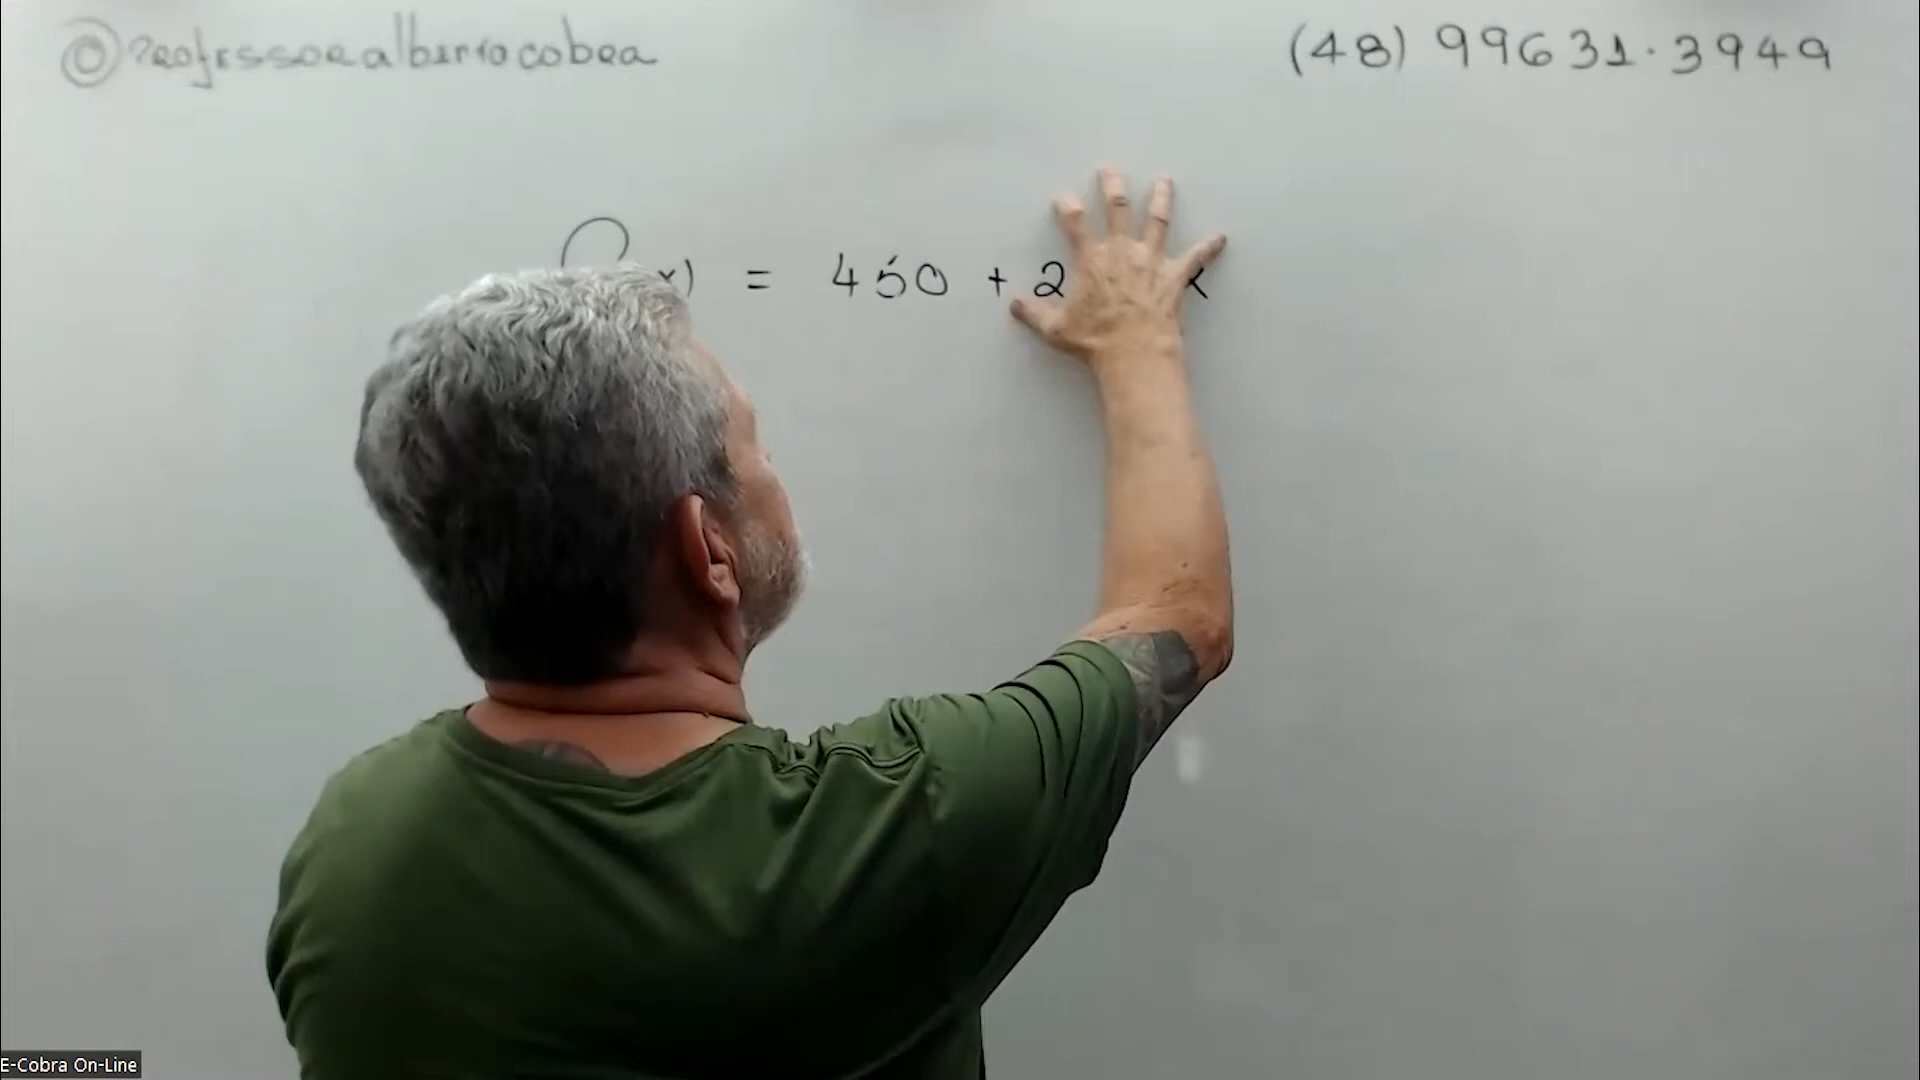 @professoralbertocobra (48) 99631.3949
x) = 450 + 2 x
E-Cobra On-Line